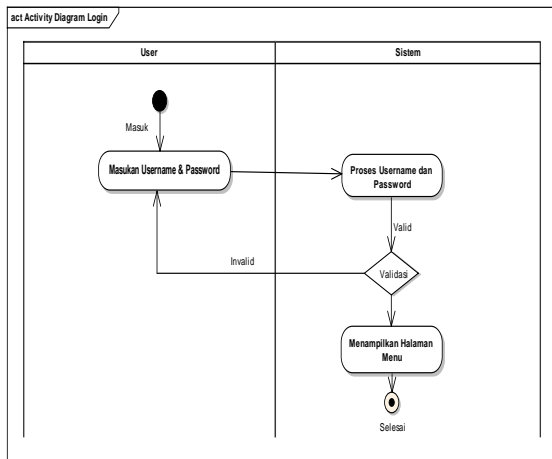 act Activity Diagram Login
User
Sistem
Masuk
Masukan Username & Password
Proses Username dan
Password
Valid
Invalid
Validasi
Menampilkan Halaman
Menu
Selesai